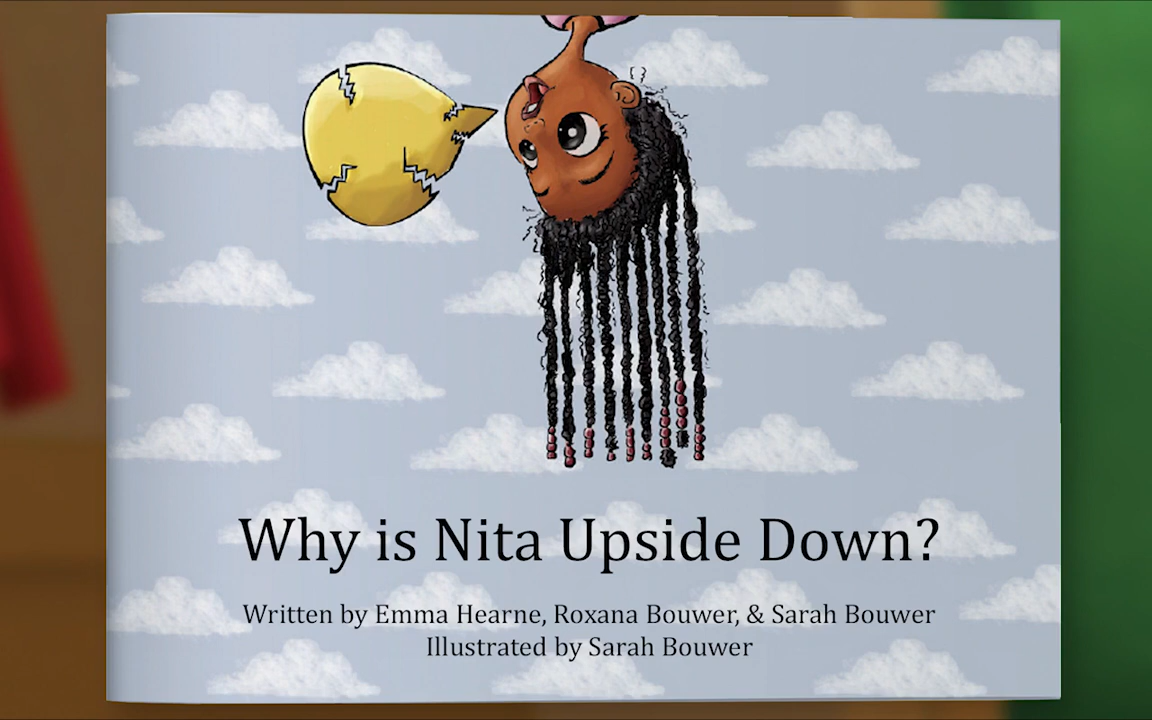 Why is Nita Upside Down?
Written by Emma Hearne, Roxana Bouwer, & Sarah Bouwer
Illustrated by Sarah Bouwer